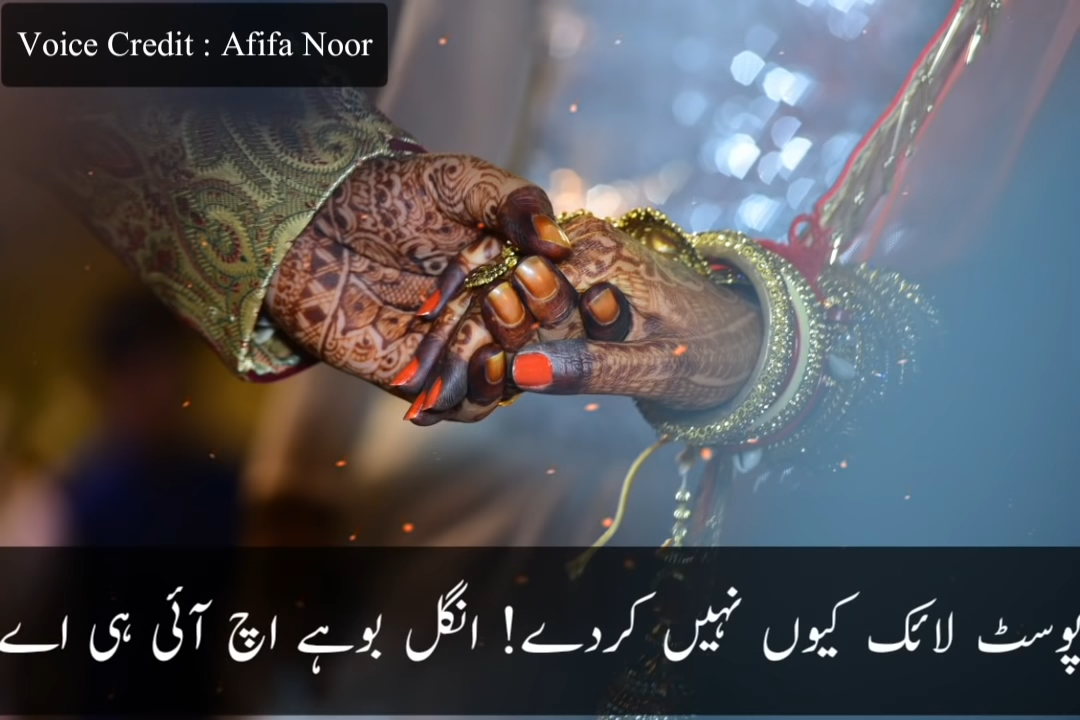 Voice Credit : Afifa Noor
پوسٹ لائک کیوں نہیں کردے! انگل بوہے اچ آئی ہی اے